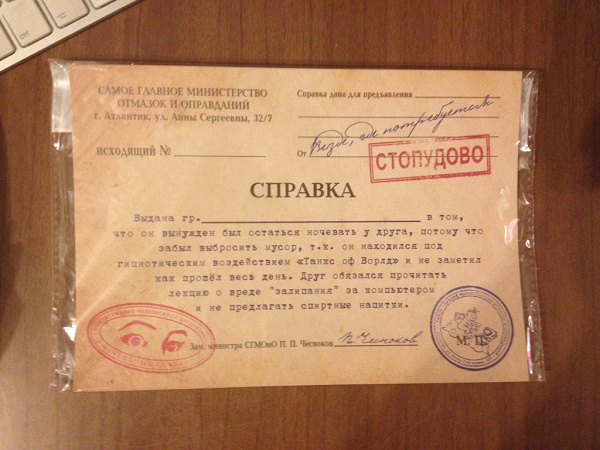 САМОЕ ГЛАВНОЕ МИНИСТЕРСТВО
ОТМАЗОК И ОПРАВДАНИЙ
г. Атлантик, ул. Анны Сергеевны, 32/7
ИСХОДЯЩИЙ №
Справка дана для предъявления
Везде, где потребуется
От
СТОПУДОВО
СПРАВКА
Выдана гр. в том,
что он вынужден был остаться ночевать у друга, потому что
забыл выбросить мусор, т.к. он находился под
гипнотическим воздействием «Танкс оф Ворлд» и не заметил
как прошёл весь день. Друг обязался прочитать
лекцию о вреде "залипания" за компьютером
и не предлагать спиртные напитки.
Зам. министра СГМОиО П. П. Чесноков П.Чесноков
М. П.